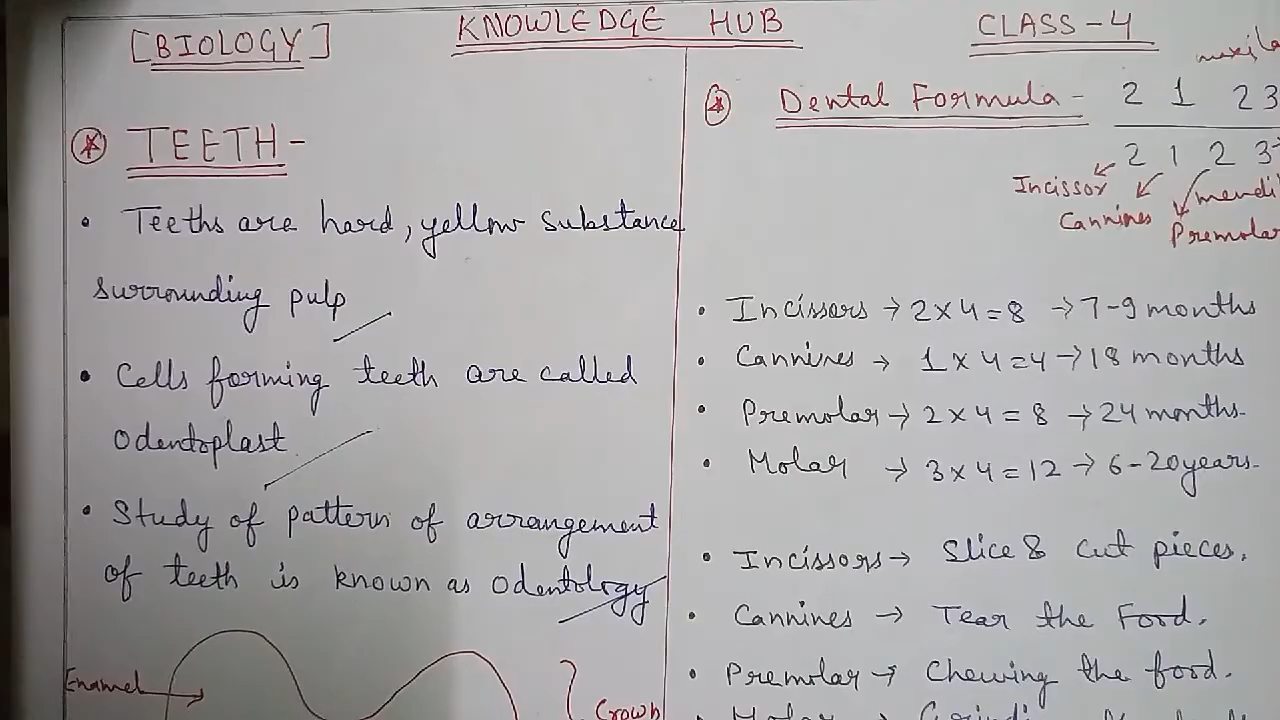 [BIOLOGY]
KNOWLEDGE HUB
CLASS-4
TEETH-
• Teeths are hard, yellow substance
surrounding pulp
• Cells forming teeth are called
Odentoplast
• Study of pattern of arrangement
of teeth is known as Odentology
Enamel
Crown
Dental Formula - 2 1 2 3
2 1 2 3
Incissor
Cannines
Premolar
• Incissors → 2 x 4 = 8 → 7-9 months
• Cannines → 1 x 4 = 4 → 18 months
• Premolar → 2 x 4 = 8 → 24 months.
• Molar → 3 x 4 = 12 → 6-20 years.
• Incissors → Slice & cut pieces.
• Cannines → Tear the Food.
• Premolar → Chewing the food.